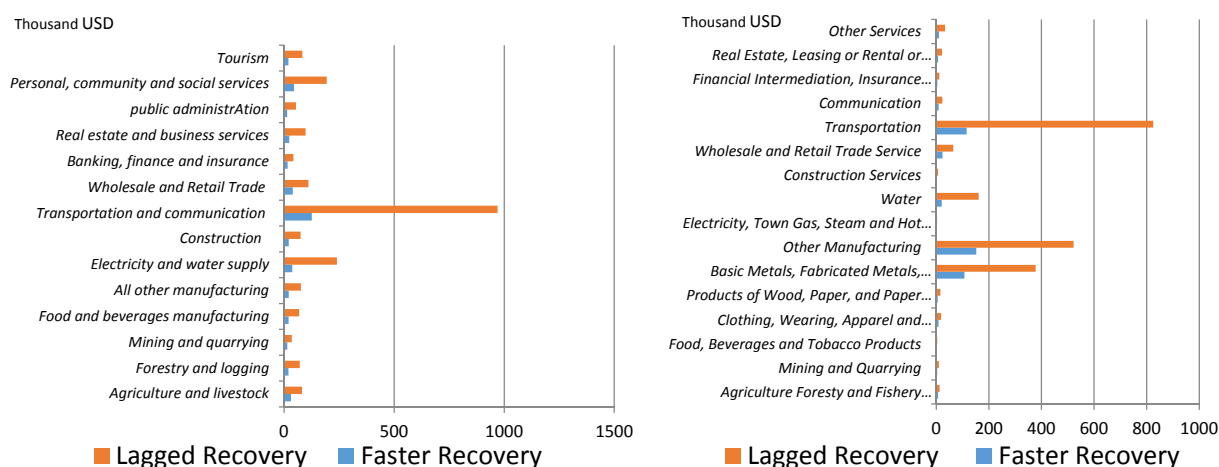 Thousand USD
Tourism
Personal, community and social services
public administrAtion
Real estate and business services
Banking, finance and insurance
Wholesale and Retail Trade
Transportation and communication
Construction
Electricity and water supply
All other manufacturing
Food and beverages manufacturing
Mining and quarrying
Forestry and logging
Agriculture and livestock
0 500 1000 1500
Lagged Recovery Faster Recovery
Thousand USD
Other Services
Real Estate, Leasing or Rental or...
Financial Intermediation, Insurance...
Communication
Transportation
Wholesale and Retail Trade Service
Construction Services
Water
Electricity, Town Gas, Steam and Hot...
Other Manufacturing
Basic Metals, Fabricated Metals,...
Products of Wood, Paper, and Paper...
Clothing, Wearing, Apparel and...
Food, Beverages and Tobacco Products
Mining and Quarrying
Agriculture Foresty and Fishery...
0 200 400 600 800 1000
Lagged Recovery Faster Recovery